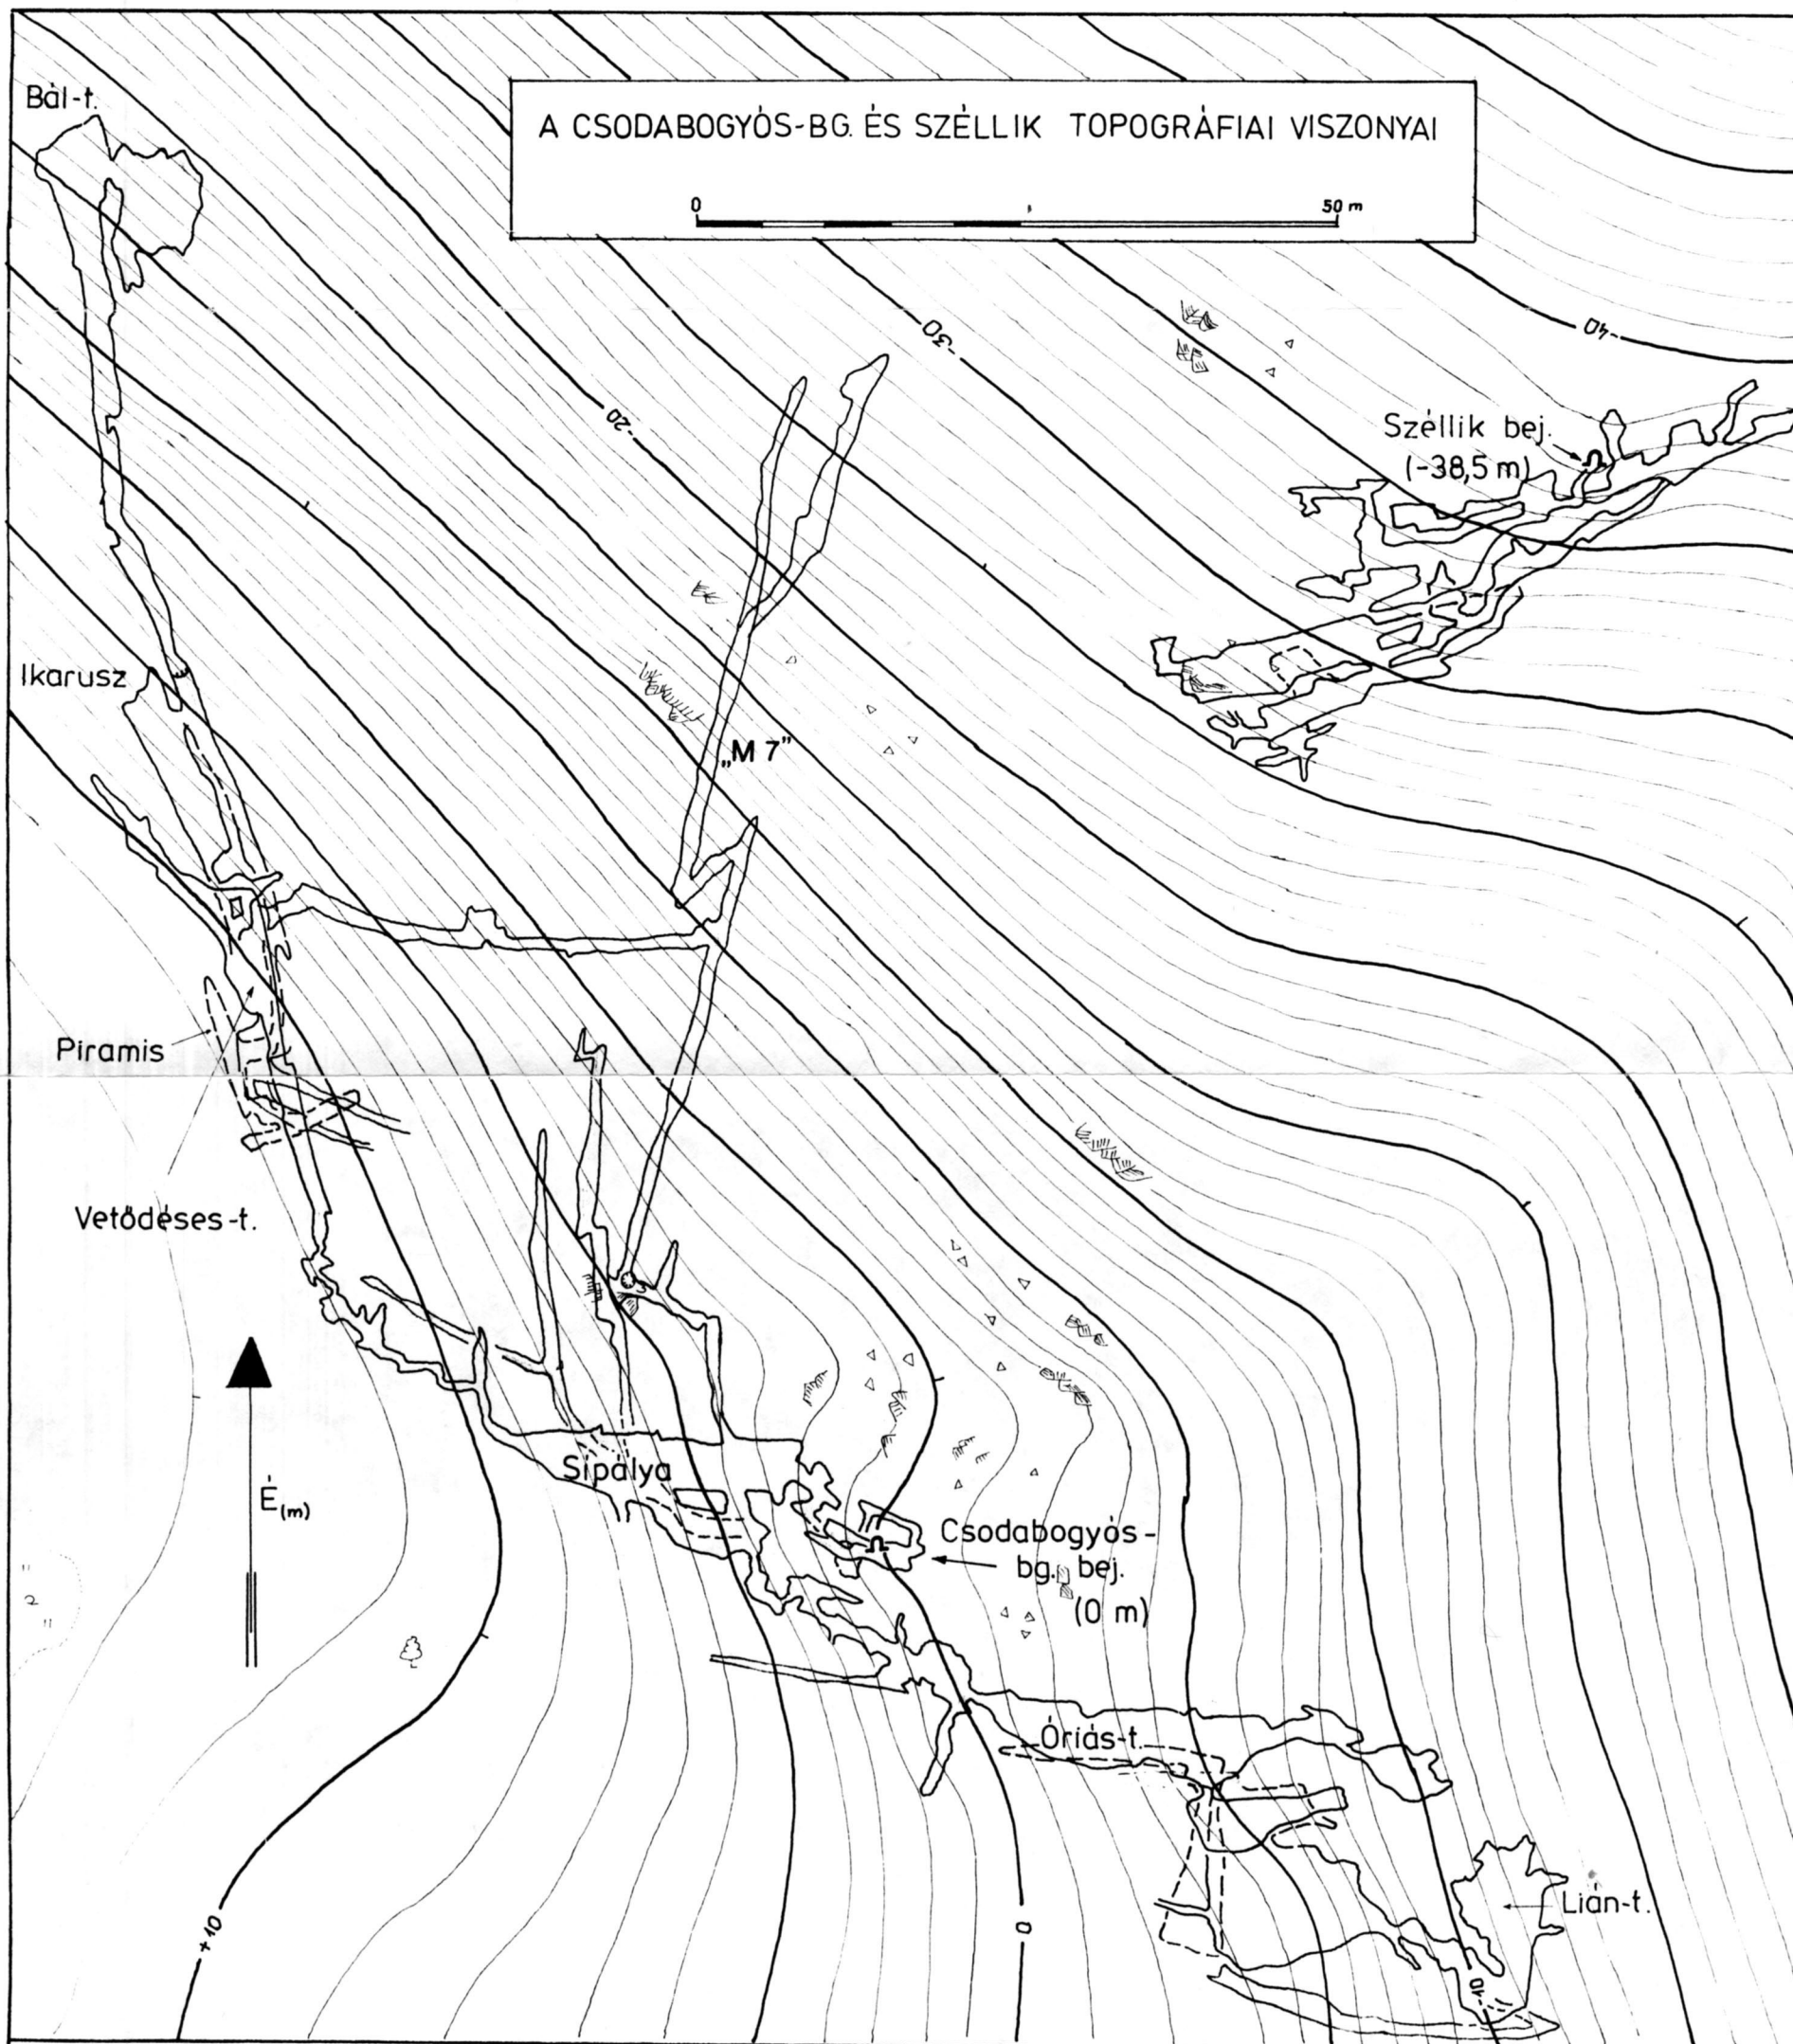 A CSODABOGYÓS-BG. ÉS SZÉLLIK TOPOGRÁFIAI VISZONYAI
0 50 m
Bál-t.
-30
-40
-20
Széllik bej.
(-38,5 m)
Ikarusz
„M 7”
Piramis
Vetődéses-t.
É(m)
Sípálya
Csodabogyós-
bg. bej.
(0 m)
Óriás-t.
Lián-t.
+10
0
-10